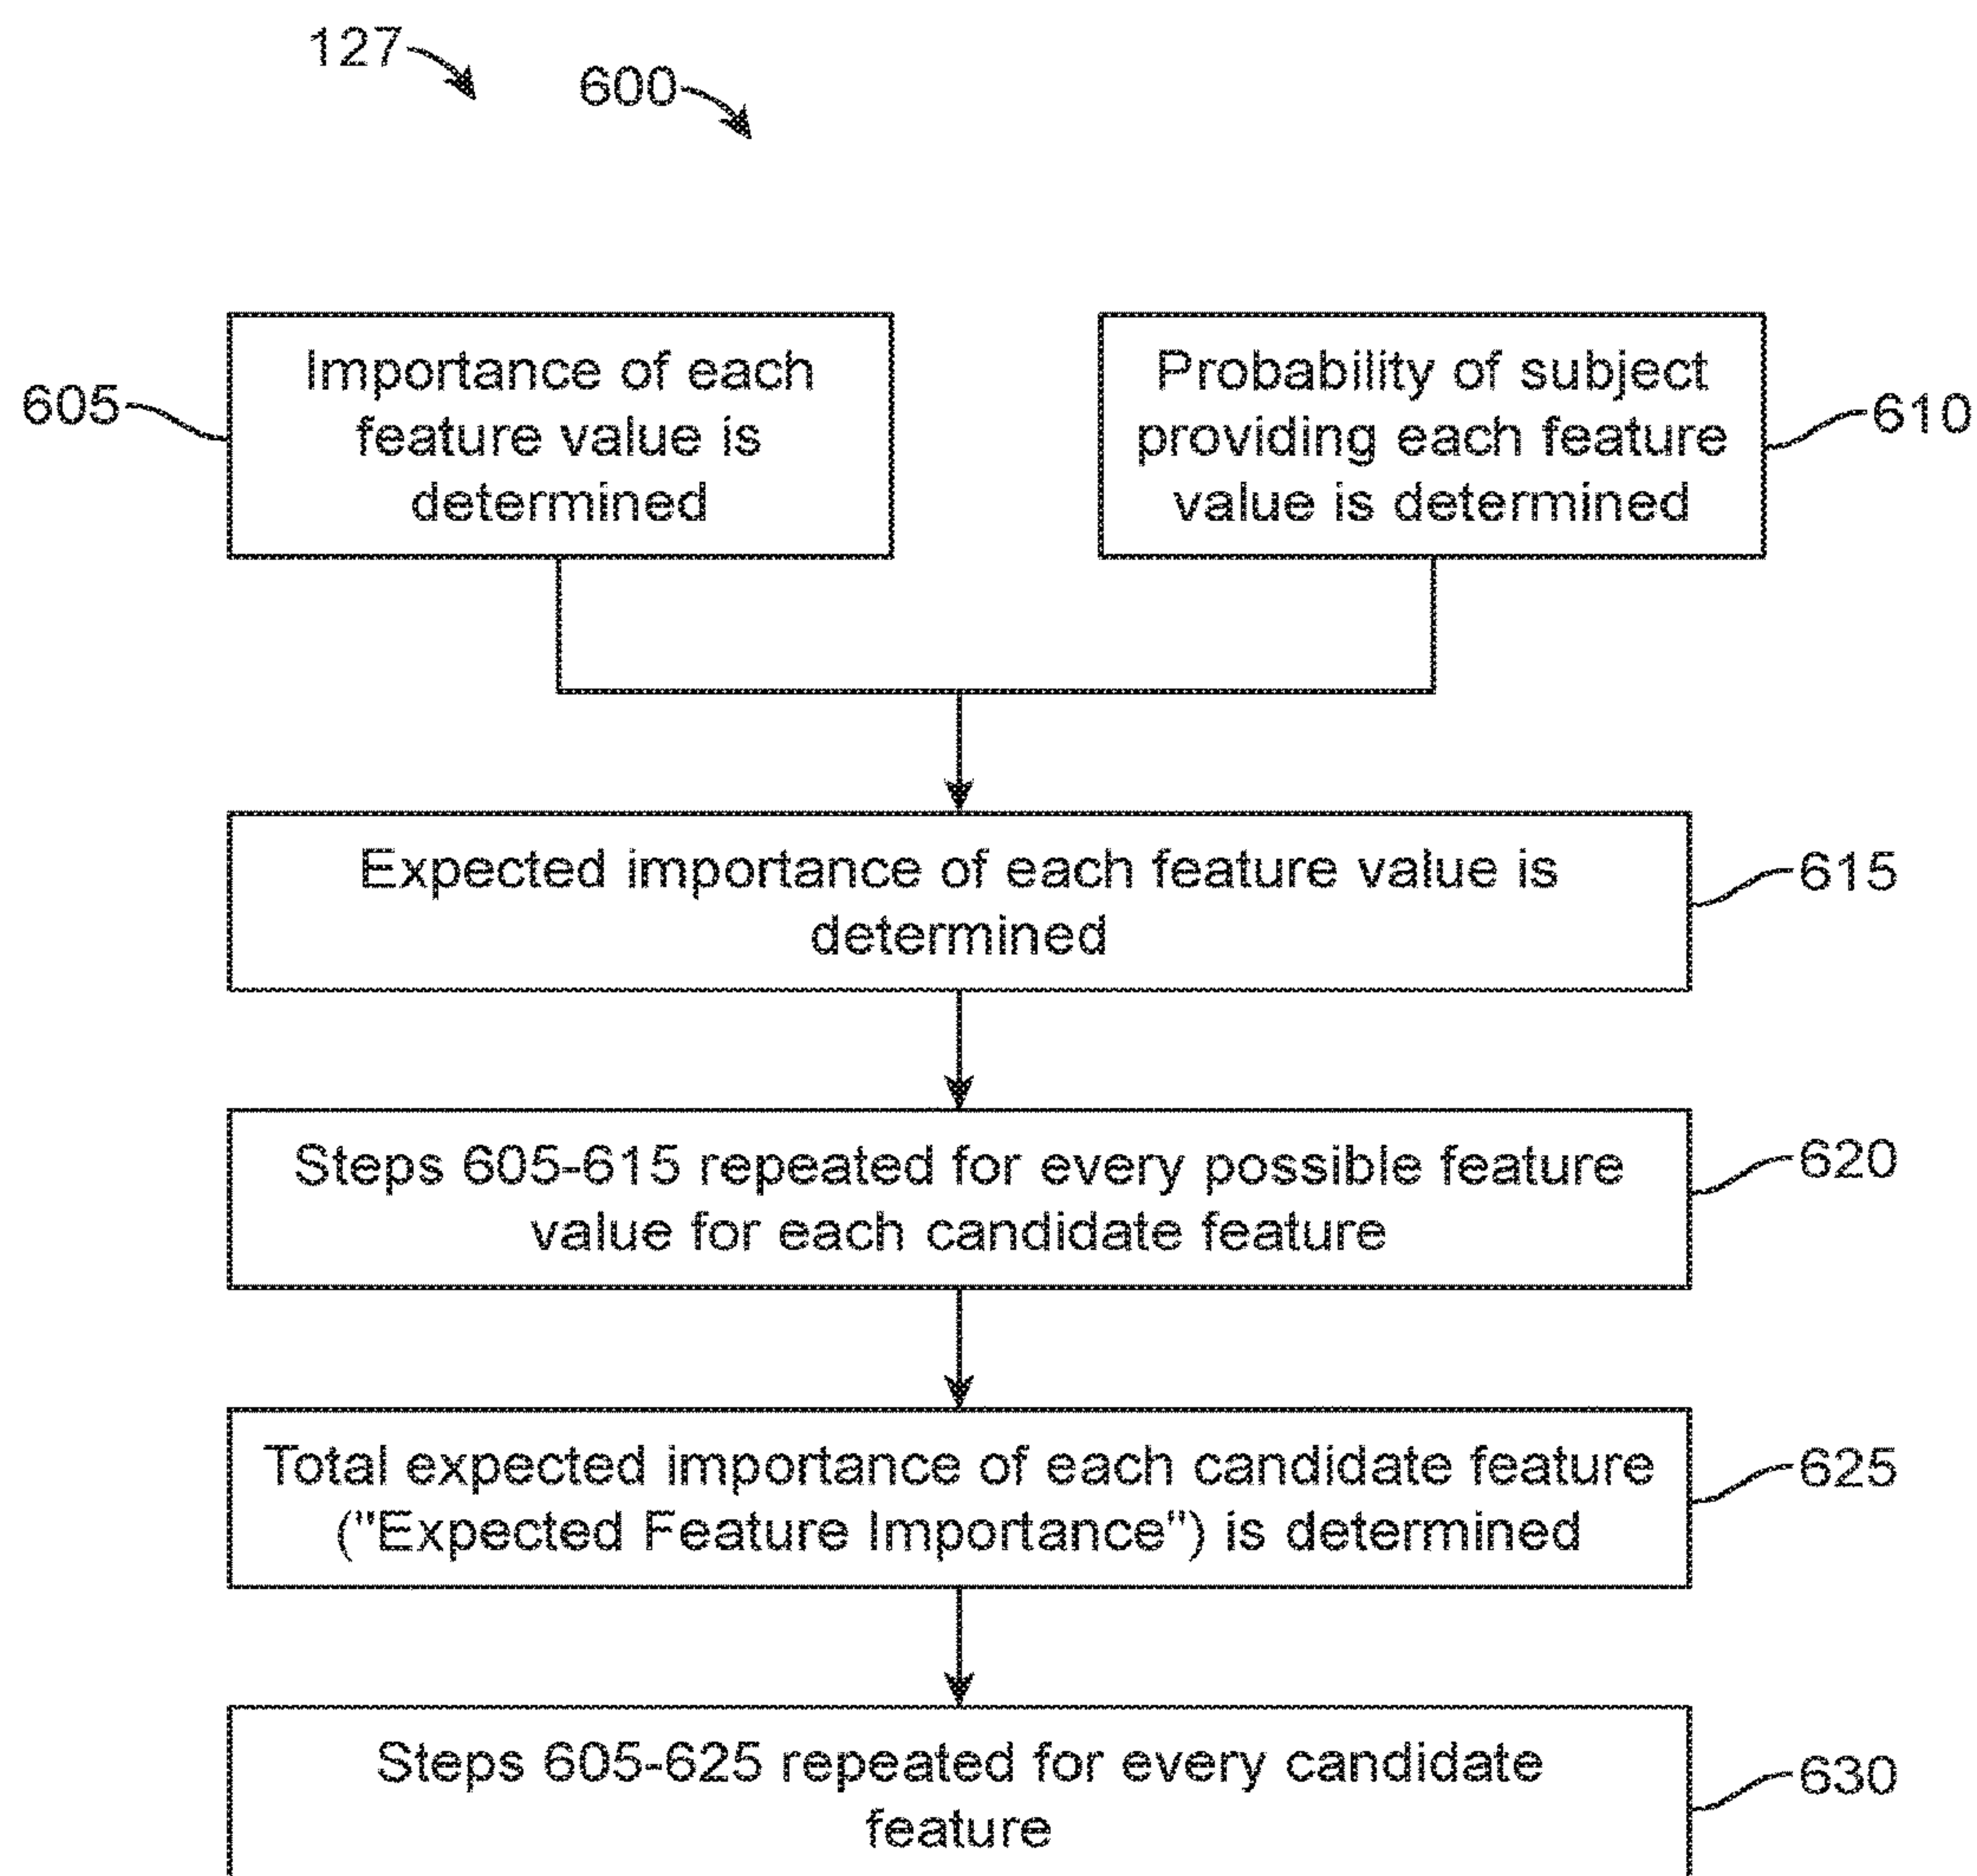 127
600
605
Importance of each
feature value is
determined
Probability of subject
providing each feature
value is determined
610
Expected importance of each feature value is
determined
615
Steps 605-615 repeated for every possible feature
value for each candidate feature
620
Total expected importance of each candidate feature
("Expected Feature Importance") is determined
625
Steps 605-625 repeated for every candidate
feature
630